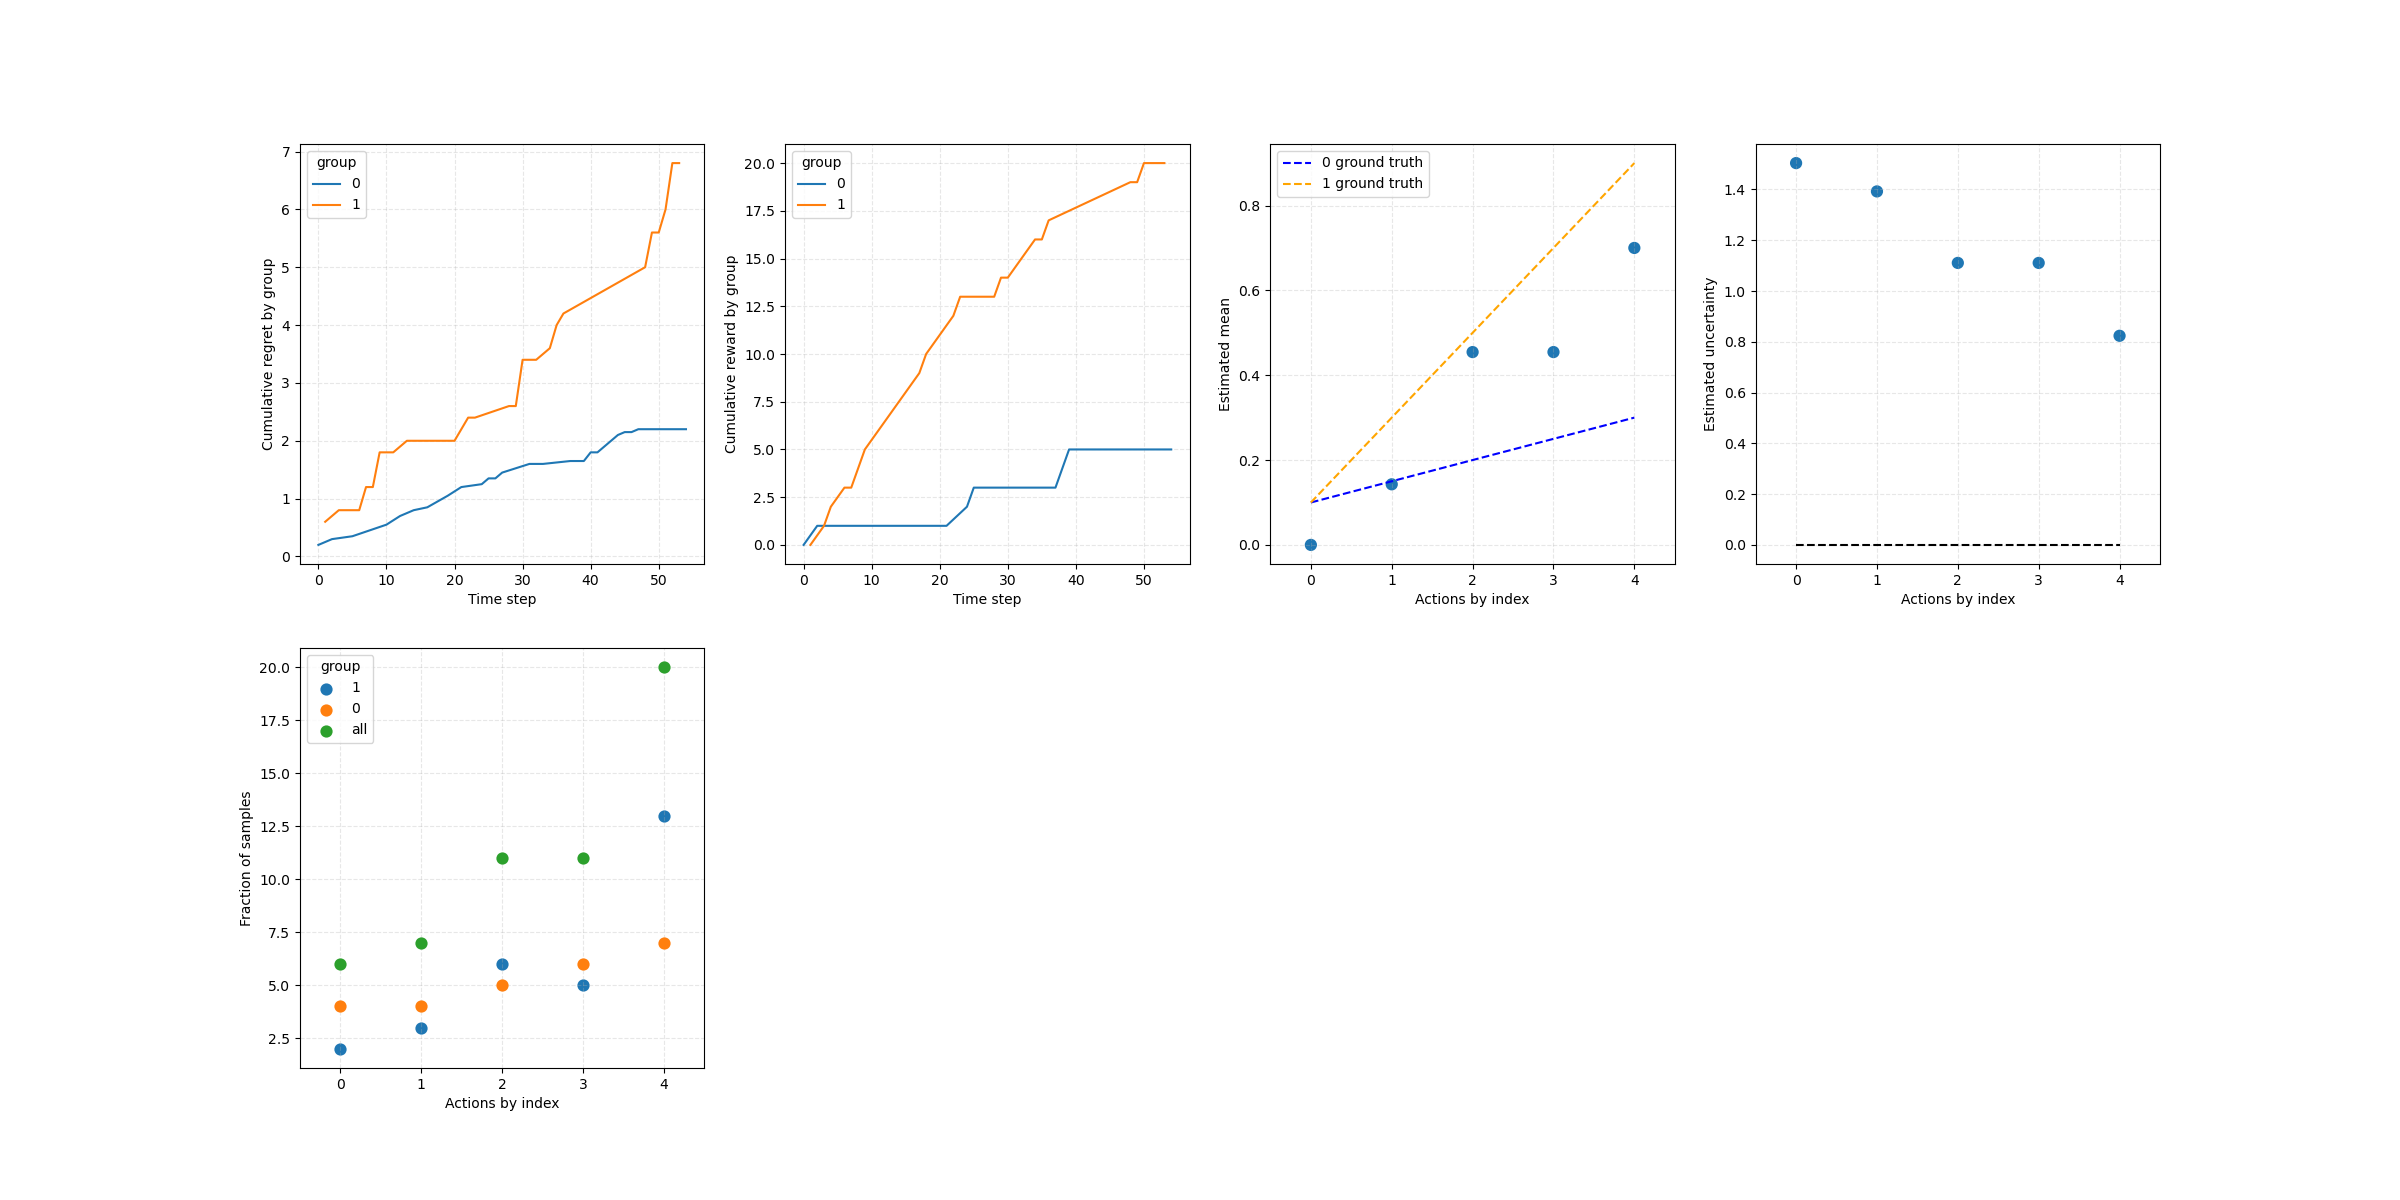 group
0
1
7
6
5
4
3
2
1
0
Cumulative regret by group
0 10 20 30 40 50
Time step
group
0
1
20.0
17.5
15.0
12.5
10.0
7.5
5.0
2.5
0.0
Cumulative reward by group
0 10 20 30 40 50
Time step
0 ground truth
1 ground truth
0.8
0.6
0.4
0.2
0.0
Estimated mean
0 1 2 3 4
Actions by index
1.4
1.2
1.0
0.8
0.6
0.4
0.2
0.0
Estimated uncertainty
0 1 2 3 4
Actions by index
group
1
0
all
20.0
17.5
15.0
12.5
10.0
7.5
5.0
2.5
Fraction of samples
0 1 2 3 4
Actions by index